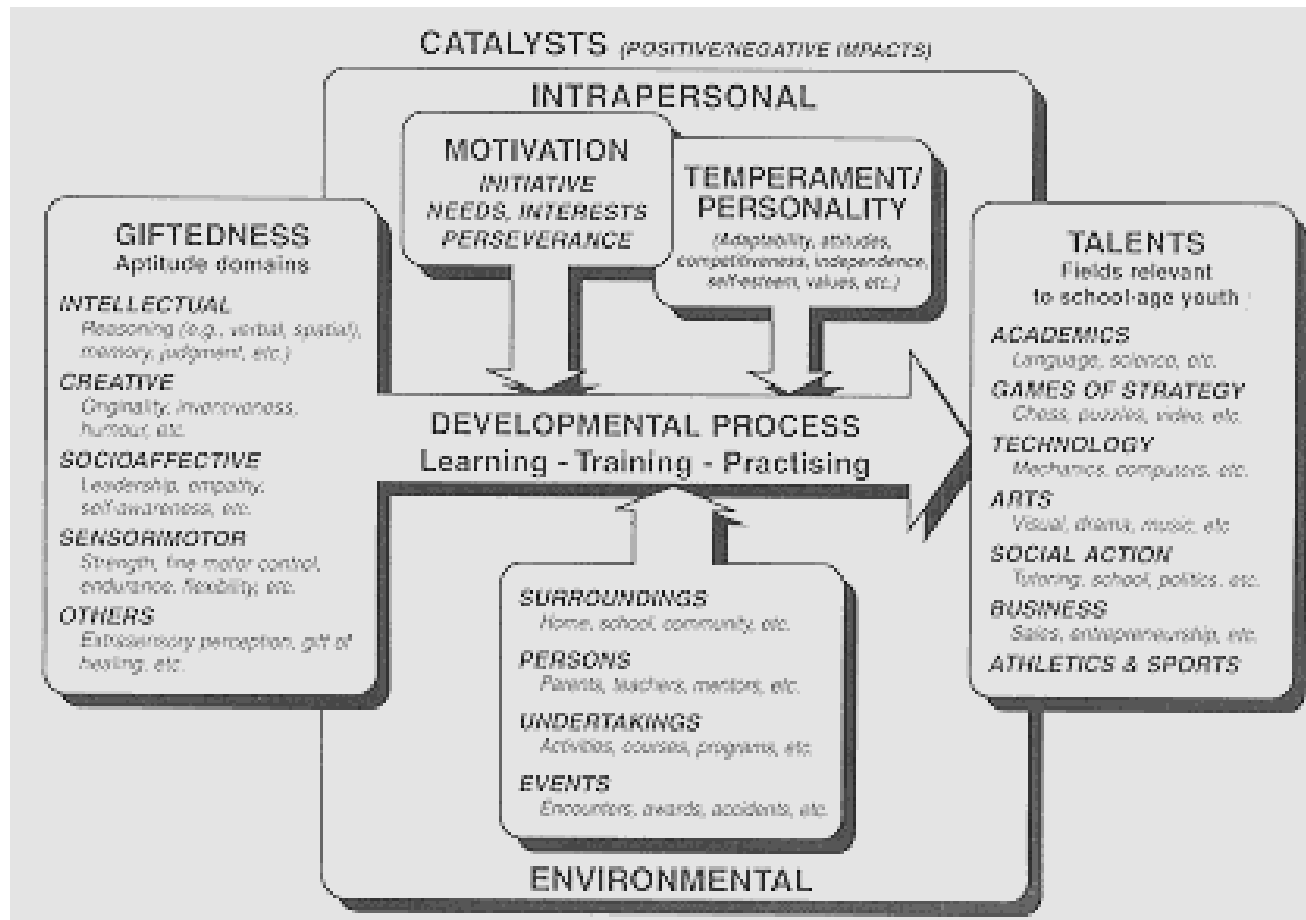 CATALYSTS (POSITIVE/NEGATIVE IMPACTS)
INTRAPERSONAL
MOTIVATION
INITIATIVE
NEEDS, INTERESTS
PERSEVERANCE
TEMPERAMENT/
PERSONALITY
(Adaptability, attitudes,
competitiveness, independence,
self-esteem, values, etc.)
GIFTEDNESS
Aptitude domains
INTELLECTUAL
Reasoning (e.g., verbal, spatial),
memory, judgment, etc.)
CREATIVE
Originality, inventiveness,
humour, etc.
SOCIOAFFECTIVE
Leadership, empathy,
self-awareness, etc.
SENSORIMOTOR
Strength, fine motor control,
endurance, flexibility, etc.
OTHERS
Extrasensory perception, gift of
healing, etc.
DEVELOPMENTAL PROCESS
Learning - Training - Practising
SURROUNDINGS
Home, school, community, etc.
PERSONS
Parents, teachers, mentors, etc.
UNDERTAKINGS
Activities, courses, programs, etc.
EVENTS
Encounters, awards, accidents, etc.
ENVIRONMENTAL
TALENTS
Fields relevant
to school-age youth
ACADEMICS
Language, science, etc.
GAMES OF STRATEGY
Chess, puzzles, video, etc.
TECHNOLOGY
Mechanics, computers, etc.
ARTS
Visual, drama, music, etc
SOCIAL ACTION
Tutoring, school, politics, etc.
BUSINESS
Sales, entrepreneurship, etc.
ATHLETICS & SPORTS